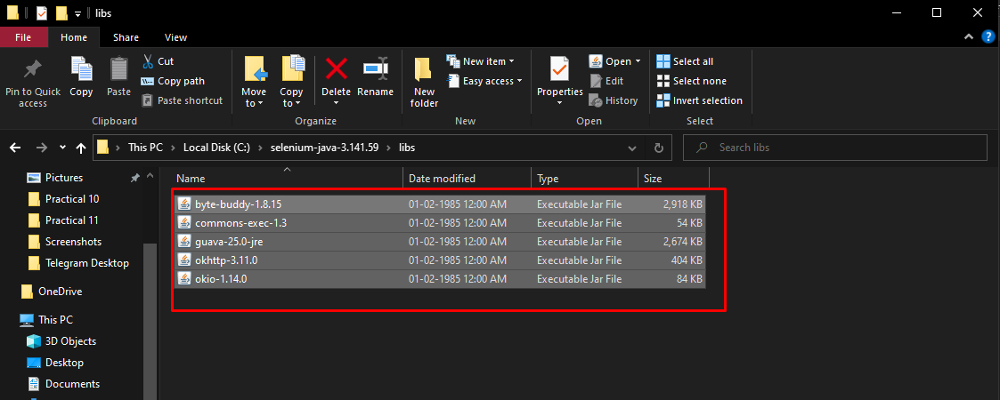 libs
File Home Share View
Pin to Quick access
Copy
Paste
Cut
Copy path
Paste shortcut
Clipboard
Move to
Copy to
Delete
Rename
Organize
New folder
New item
Easy access
New
Properties
Open
Edit
History
Open
Select all
Select none
Invert selection
Select
This PC Local Disk (C:) selenium-java-3.141.59 libs
Search libs
Pictures
Practical 10
Practical 11
Screenshots
Telegram Desktop
OneDrive
This PC
3D Objects
Desktop
Documents
Name Date modified Type Size
byte-buddy-1.8.15 01-02-1985 12:00 AM Executable Jar File 2,918 KB
commons-exec-1.3 01-02-1985 12:00 AM Executable Jar File 54 KB
guava-25.0-jre 01-02-1985 12:00 AM Executable Jar File 2,674 KB
okhttp-3.11.0 01-02-1985 12:00 AM Executable Jar File 404 KB
okio-1.14.0 01-02-1985 12:00 AM Executable Jar File 84 KB